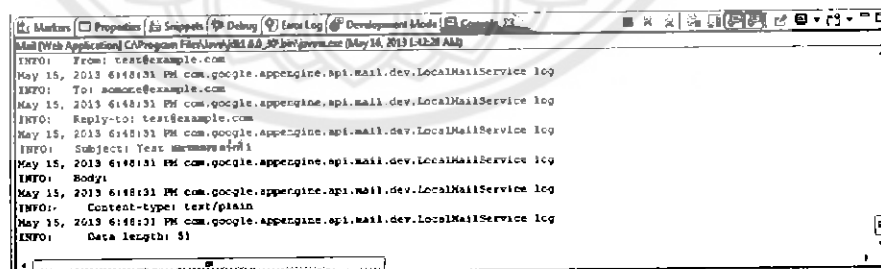 Markers Properties Snippets Debug Error Log Development Mode Console
Mail [Web Application] C:\Program Files\Java\jdk1.6.0_30\bin\javaw.exe (May 16, 2013 1:42:28 AM)
INFO: From: test@example.com
May 15, 2013 6:48:31 PM com.google.appengine.api.mail.dev.LocalMailService log
INFO: To: somone@example.com
May 15, 2013 6:48:31 PM com.google.appengine.api.mail.dev.LocalMailService log
INFO: Reply-to: test@example.com
May 15, 2013 6:48:31 PM com.google.appengine.api.mail.dev.LocalMailService log
INFO: Subject: Test
May 15, 2013 6:48:31 PM com.google.appengine.api.mail.dev.LocalMailService log
INFO: Body:
May 15, 2013 6:48:31 PM com.google.appengine.api.mail.dev.LocalMailService log
INFO: Content-type: text/plain
May 15, 2013 6:48:31 PM com.google.appengine.api.mail.dev.LocalMailService log
INFO: Data length: 51